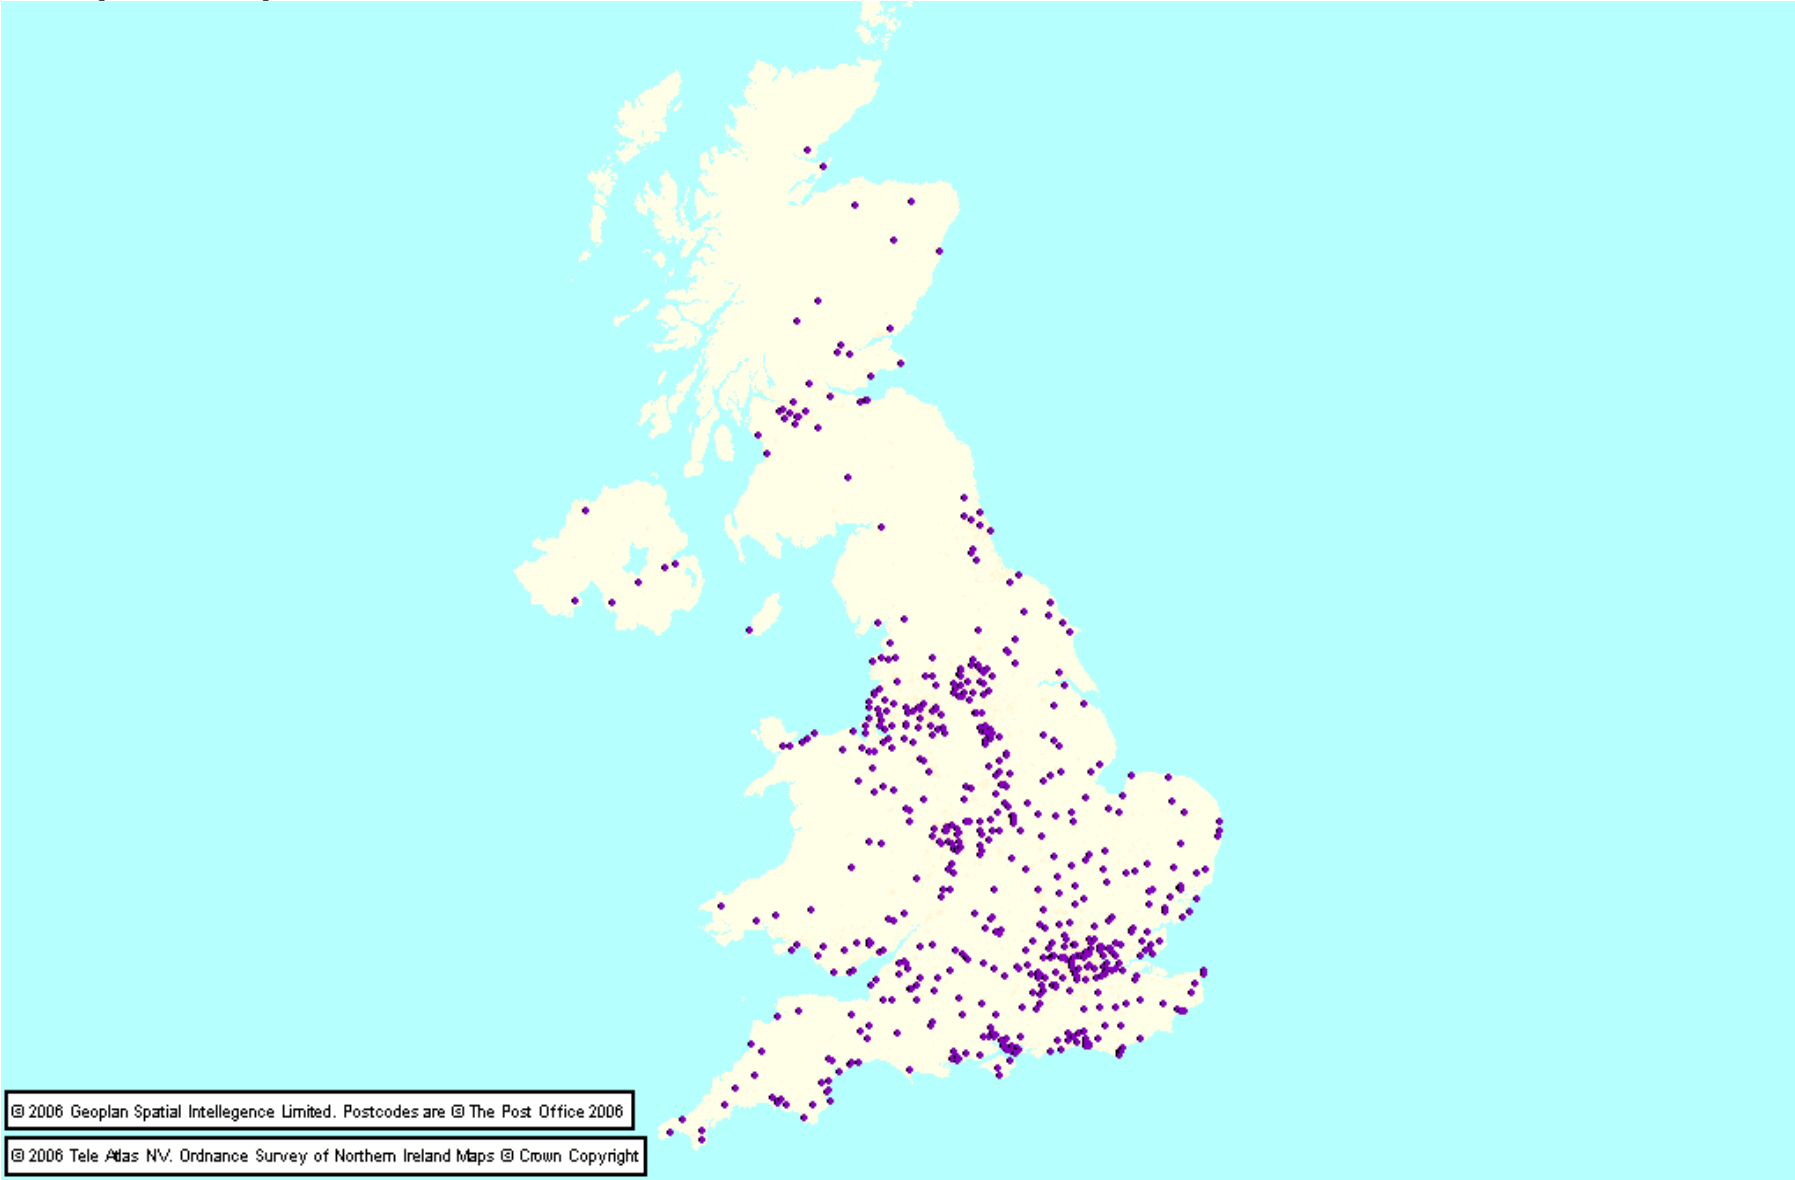 © 2006 Geoplan Spatial Intellegence Limited. Postcodes are © The Post Office 2006
© 2006 Tele Atlas NV. Ordnance Survey of Northern Ireland Maps © Crown Copyright